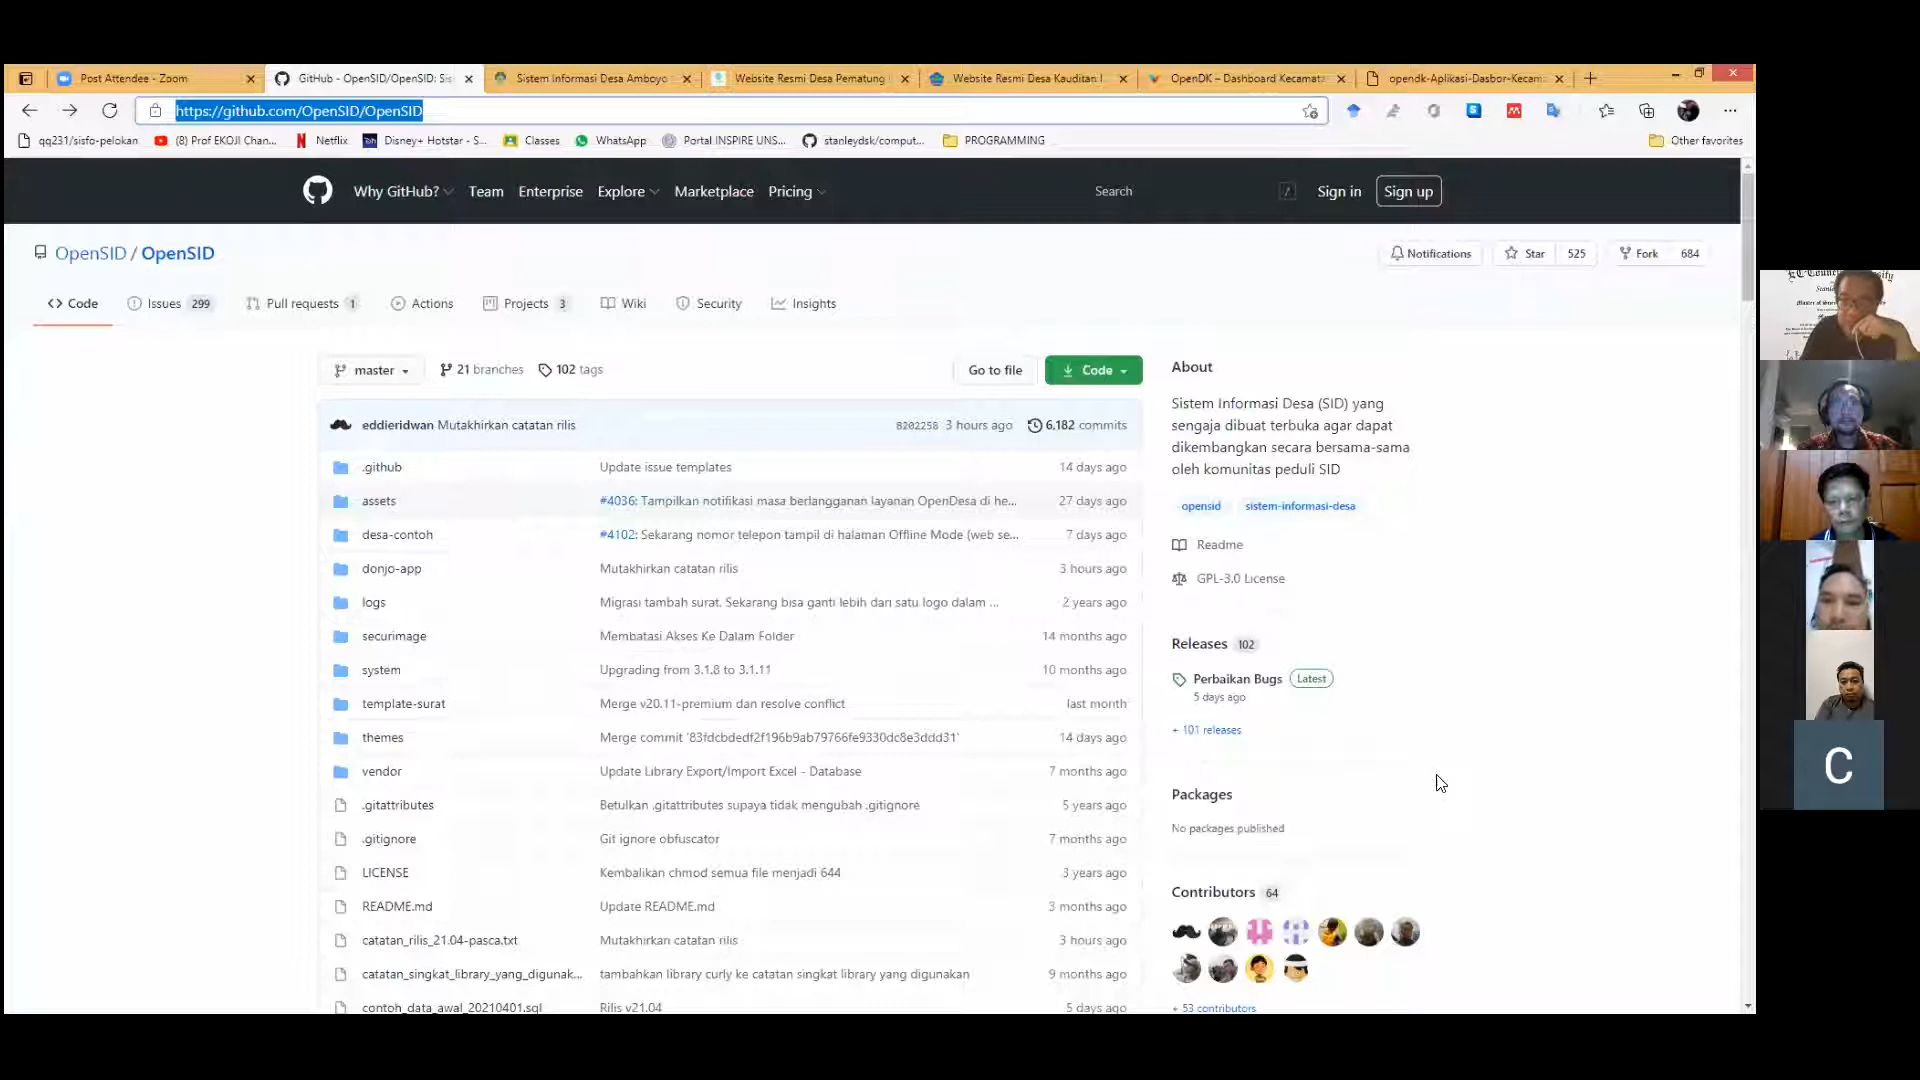 Post Attendee - Zoom
GitHub - OpenSID/OpenSID: Sis
Sistem Informasi Desa Amboyo
Website Resmi Desa Pematung
Website Resmi Desa Kauditan I
OpenDK – Dashboard Kecamat
opendk-Aplikasi-Dasbor-Kecam
https://github.com/OpenSID/OpenSID
qq231/sisfo-pelokan
(8) Prof EKOJI Chan...
Netflix
Disney+ Hotstar - S...
Classes
WhatsApp
Portal INSPIRE UNS...
stanleydsk/comput...
PROGRAMMING
Other favorites
Why GitHub?
Team
Enterprise
Explore
Marketplace
Pricing
Search
/
Sign in
Sign up
OpenSID / OpenSID
Notifications
Star 525
Fork 684
Code
Issues 299
Pull requests 1
Actions
Projects 3
Wiki
Security
Insights
master
21 branches
102 tags
Go to file
Code
eddieridwan Mutakhirkan catatan rilis 8202258 3 hours ago 6,182 commits
.github Update issue templates 14 days ago
assets #4036: Tampilkan notifikasi masa berlangganan layanan OpenDesa di he... 27 days ago
desa-contoh #4102: Sekarang nomor telepon tampil di halaman Offline Mode (web se... 7 days ago
donjo-app Mutakhirkan catatan rilis 3 hours ago
logs Migrasi tambah surat. Sekarang bisa ganti lebih dari satu logo dalam ... 2 years ago
securimage Membatasi Akses Ke Dalam Folder 14 months ago
system Upgrading from 3.1.8 to 3.1.11 10 months ago
template-surat Merge v20.11-premium dan resolve conflict last month
themes Merge commit '83fdcbdedf2f196b9ab79766fe9330dc8e3ddd31' 14 days ago
vendor Update Library Export/Import Excel - Database 7 months ago
.gitattributes Betulkan .gitattributes supaya tidak mengubah .gitignore 5 years ago
.gitignore Git ignore obfuscator 7 months ago
LICENSE Kembalikan chmod semua file menjadi 644 3 years ago
README.md Update README.md 3 months ago
catatan_rilis_21.04-pasca.txt Mutakhirkan catatan rilis 3 hours ago
catatan_singkat_library_yang_digunak... tambahkan library curly ke catatan singkat library yang digunakan 9 months ago
contoh_data_awal_20210401.sql Rilis v21.04 5 days ago
About
Sistem Informasi Desa (SID) yang
sengaja dibuat terbuka agar dapat
dikembangkan secara bersama-sama
oleh komunitas peduli SID
opensid sistem-informasi-desa
Readme
GPL-3.0 License
Releases 102
Perbaikan Bugs Latest
5 days ago
+ 101 releases
Packages
No packages published
Contributors 64
+ 53 contributors
C